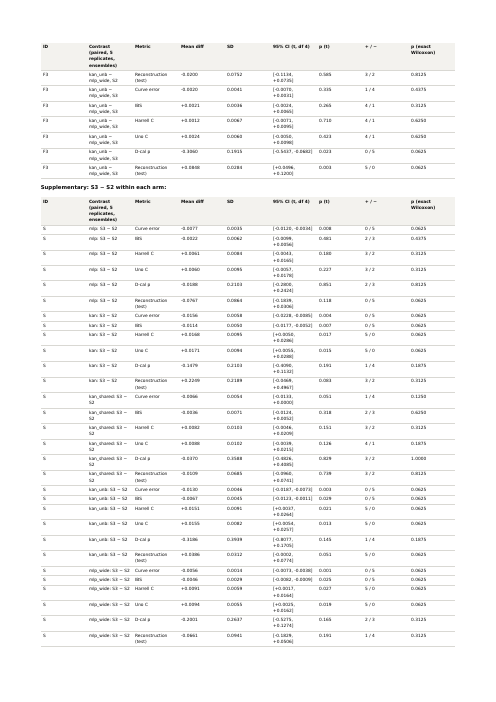 ID Contrast (paired, 5 replicates, ensembles) Metric Mean diff SD 95% CI (t, df 4) p (t) + / − p (exact Wilcoxon)
F3 kan_unb − mlp_wide, S2 Reconstruction (test) -0.0200 0.0752 [-0.1134, +0.0735] 0.585 3 / 2 0.8125
F3 kan_unb − mlp_wide, S3 Curve error -0.0020 0.0041 [-0.0070, +0.0031] 0.335 1 / 4 0.4375
F3 kan_unb − mlp_wide, S3 IBS +0.0021 0.0036 [-0.0024, +0.0065] 0.265 4 / 1 0.3125
F3 kan_unb − mlp_wide, S3 Harrell C +0.0012 0.0067 [-0.0071, +0.0095] 0.710 4 / 1 0.6250
F3 kan_unb − mlp_wide, S3 Uno C +0.0024 0.0060 [-0.0050, +0.0098] 0.423 4 / 1 0.6250
F3 kan_unb − mlp_wide, S3 D-cal p -0.3060 0.1915 [-0.5437, -0.0682] 0.023 0 / 5 0.0625
F3 kan_unb − mlp_wide, S3 Reconstruction (test) +0.0848 0.0284 [+0.0496, +0.1200] 0.003 5 / 0 0.0625
Supplementary: S3 − S2 within each arm:
ID Contrast (paired, 5 replicates, ensembles) Metric Mean diff SD 95% CI (t, df 4) p (t) + / − p (exact Wilcoxon)
S mlp: S3 − S2 Curve error -0.0077 0.0035 [-0.0120, -0.0034] 0.008 0 / 5 0.0625
S mlp: S3 − S2 IBS -0.0022 0.0062 [-0.0099, +0.0056] 0.481 2 / 3 0.4375
S mlp: S3 − S2 Harrell C +0.0061 0.0084 [-0.0043, +0.0165] 0.180 3 / 2 0.3125
S mlp: S3 − S2 Uno C +0.0060 0.0095 [-0.0057, +0.0178] 0.227 3 / 2 0.3125
S mlp: S3 − S2 D-cal p -0.0188 0.2103 [-0.2800, +0.2424] 0.851 2 / 3 0.8125
S mlp: S3 − S2 Reconstruction (test) -0.0767 0.0864 [-0.1839, +0.0306] 0.118 0 / 5 0.0625
S kan: S3 − S2 Curve error -0.0156 0.0058 [-0.0228, -0.0085] 0.004 0 / 5 0.0625
S kan: S3 − S2 IBS -0.0114 0.0050 [-0.0177, -0.0052] 0.007 0 / 5 0.0625
S kan: S3 − S2 Harrell C +0.0168 0.0095 [+0.0050, +0.0286] 0.017 5 / 0 0.0625
S kan: S3 − S2 Uno C +0.0171 0.0094 [+0.0055, +0.0288] 0.015 5 / 0 0.0625
S kan: S3 − S2 D-cal p -0.1479 0.2103 [-0.4090, +0.1132] 0.191 1 / 4 0.1875
S kan: S3 − S2 Reconstruction (test) +0.2249 0.2189 [-0.0469, +0.4967] 0.083 3 / 2 0.3125
S kan_shared: S3 − S2 Curve error -0.0066 0.0054 [-0.0133, +0.0000] 0.051 1 / 4 0.1250
S kan_shared: S3 − S2 IBS -0.0036 0.0071 [-0.0124, +0.0052] 0.318 2 / 3 0.6250
S kan_shared: S3 − S2 Harrell C +0.0082 0.0103 [-0.0046, +0.0209] 0.151 3 / 2 0.3125
S kan_shared: S3 − S2 Uno C +0.0088 0.0102 [-0.0039, +0.0215] 0.126 4 / 1 0.1875
S kan_shared: S3 − S2 D-cal p -0.0370 0.3588 [-0.4826, +0.4085] 0.829 3 / 2 1.0000
S kan_shared: S3 − S2 Reconstruction (test) -0.0109 0.0685 [-0.0960, +0.0741] 0.739 3 / 2 0.8125
S kan_unb: S3 − S2 Curve error -0.0130 0.0046 [-0.0187, -0.0073] 0.003 0 / 5 0.0625
S kan_unb: S3 − S2 IBS -0.0067 0.0045 [-0.0123, -0.0011] 0.029 0 / 5 0.0625
S kan_unb: S3 − S2 Harrell C +0.0151 0.0091 [+0.0037, +0.0264] 0.021 5 / 0 0.0625
S kan_unb: S3 − S2 Uno C +0.0155 0.0082 [+0.0054, +0.0257] 0.013 5 / 0 0.0625
S kan_unb: S3 − S2 D-cal p -0.3186 0.3939 [-0.8077, +0.1705] 0.145 1 / 4 0.1875
S kan_unb: S3 − S2 Reconstruction (test) +0.0386 0.0312 [-0.0002, +0.0774] 0.051 5 / 0 0.0625
S mlp_wide: S3 − S2 Curve error -0.0056 0.0014 [-0.0073, -0.0038] 0.001 0 / 5 0.0625
S mlp_wide: S3 − S2 IBS -0.0046 0.0029 [-0.0082, -0.0009] 0.025 0 / 5 0.0625
S mlp_wide: S3 − S2 Harrell C +0.0091 0.0059 [+0.0017, +0.0164] 0.027 5 / 0 0.0625
S mlp_wide: S3 − S2 Uno C +0.0094 0.0055 [+0.0025, +0.0162] 0.019 5 / 0 0.0625
S mlp_wide: S3 − S2 D-cal p -0.2001 0.2637 [-0.5275, +0.1274] 0.165 2 / 3 0.3125
S mlp_wide: S3 − S2 Reconstruction (test) -0.0661 0.0941 [-0.1829, +0.0506] 0.191 1 / 4 0.3125